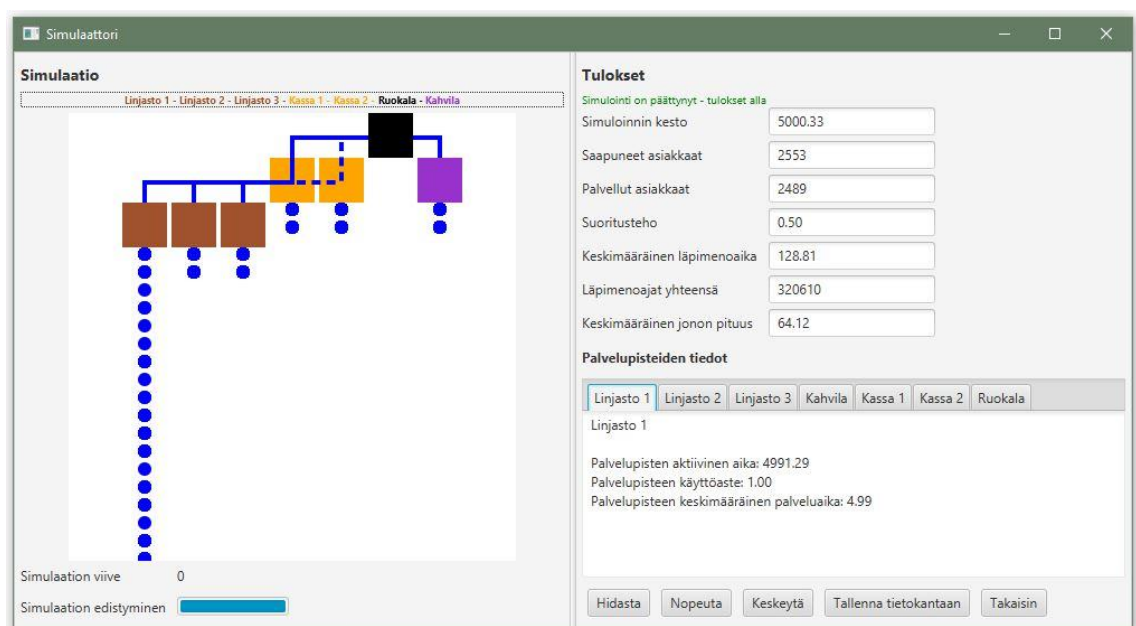 Simulaattori
Simulaatio
Linjasto 1 - Linjasto 2 - Linjasto 3 - Kassa 1 - Kassa 2 - Ruokala - Kahvila
Simulaation viive 0
Simulaation edistyminen
Tulokset
Simulointi on päättynyt - tulokset alla
Simuloinnin kesto 5000.33
Saapuneet asiakkaat 2553
Palvellut asiakkaat 2489
Suoritusteho 0.50
Keskimääräinen läpimenoaika 128.81
Läpimenoajat yhteensä 320610
Keskimääräinen jonon pituus 64.12
Palvelupisteiden tiedot
Linjasto 1 Linjasto 2 Linjasto 3 Kahvila Kassa 1 Kassa 2 Ruokala
Linjasto 1
Palvelupisten aktiivinen aika: 4991.29
Palvelupisteen käyttöaste: 1.00
Palvelupisteen keskimääräinen palveluaika: 4.99
Hidasta Nopeuta Keskeytä Tallenna tietokantaan Takaisin